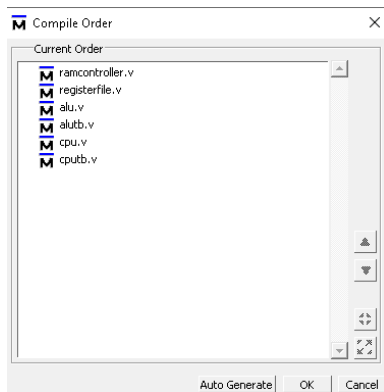 Compile Order
Current Order
ramcontroller.v
registerfile.v
alu.v
alutb.v
cpu.v
cputb.v
Auto Generate OK Cancel